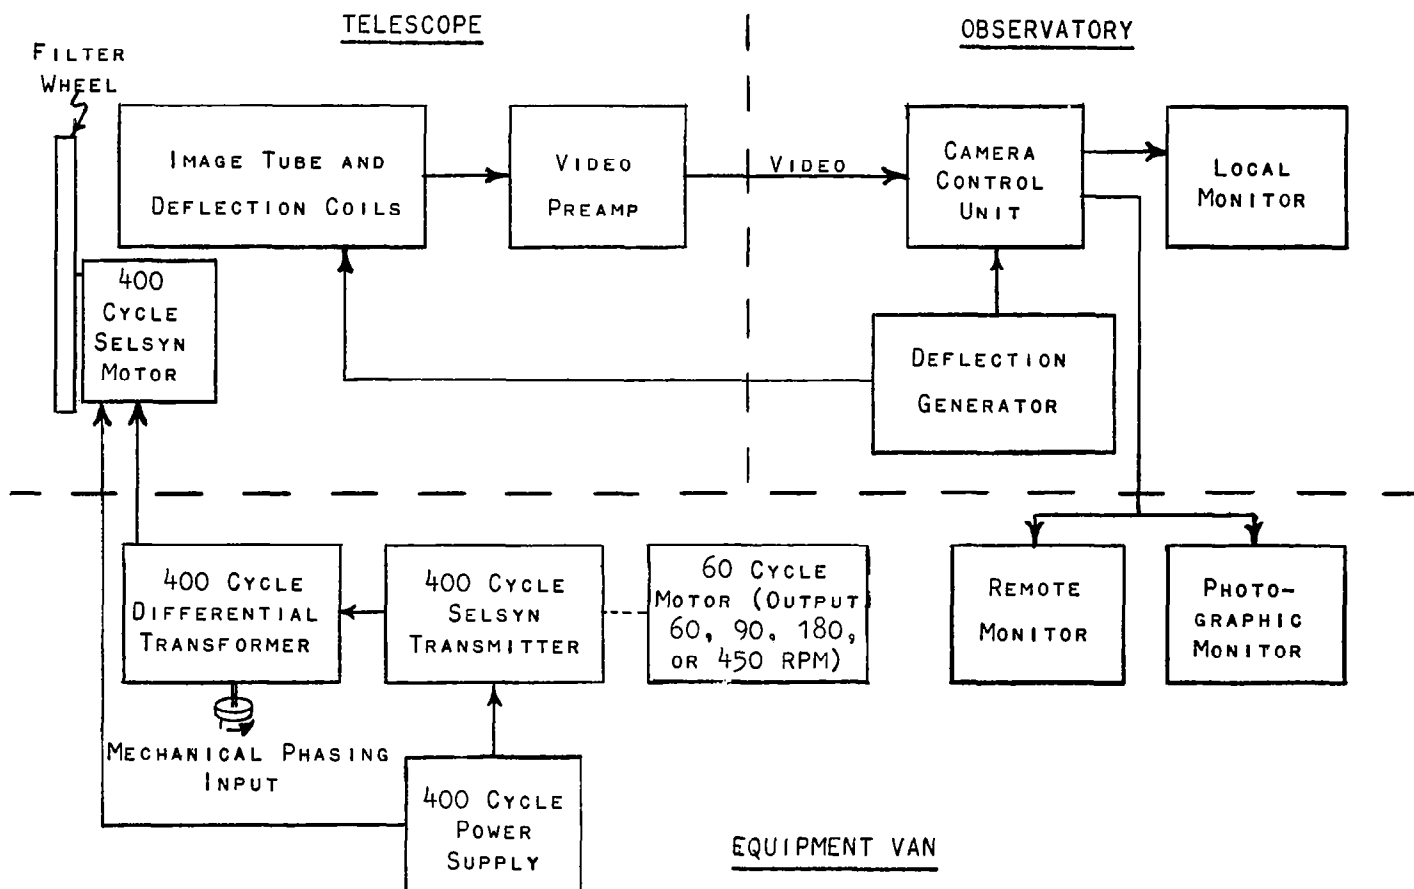 TELESCOPE
OBSERVATORY
FILTER
WHEEL
IMAGE TUBE AND
DEFLECTION COILS
VIDEO
PREAMP
VIDEO
CAMERA
CONTROL
UNIT
LOCAL
MONITOR
400
CYCLE
SELSYN
MOTOR
DEFLECTION
GENERATOR
400 CYCLE
DIFFERENTIAL
TRANSFORMER
400 CYCLE
SELSYN
TRANSMITTER
60 CYCLE
MOTOR (OUTPUT
60, 90, 180,
OR 450 RPM)
REMOTE
MONITOR
PHOTO-
GRAPHIC
MONITOR
MECHANICAL PHASING
INPUT
400 CYCLE
POWER
SUPPLY
EQUIPMENT VAN